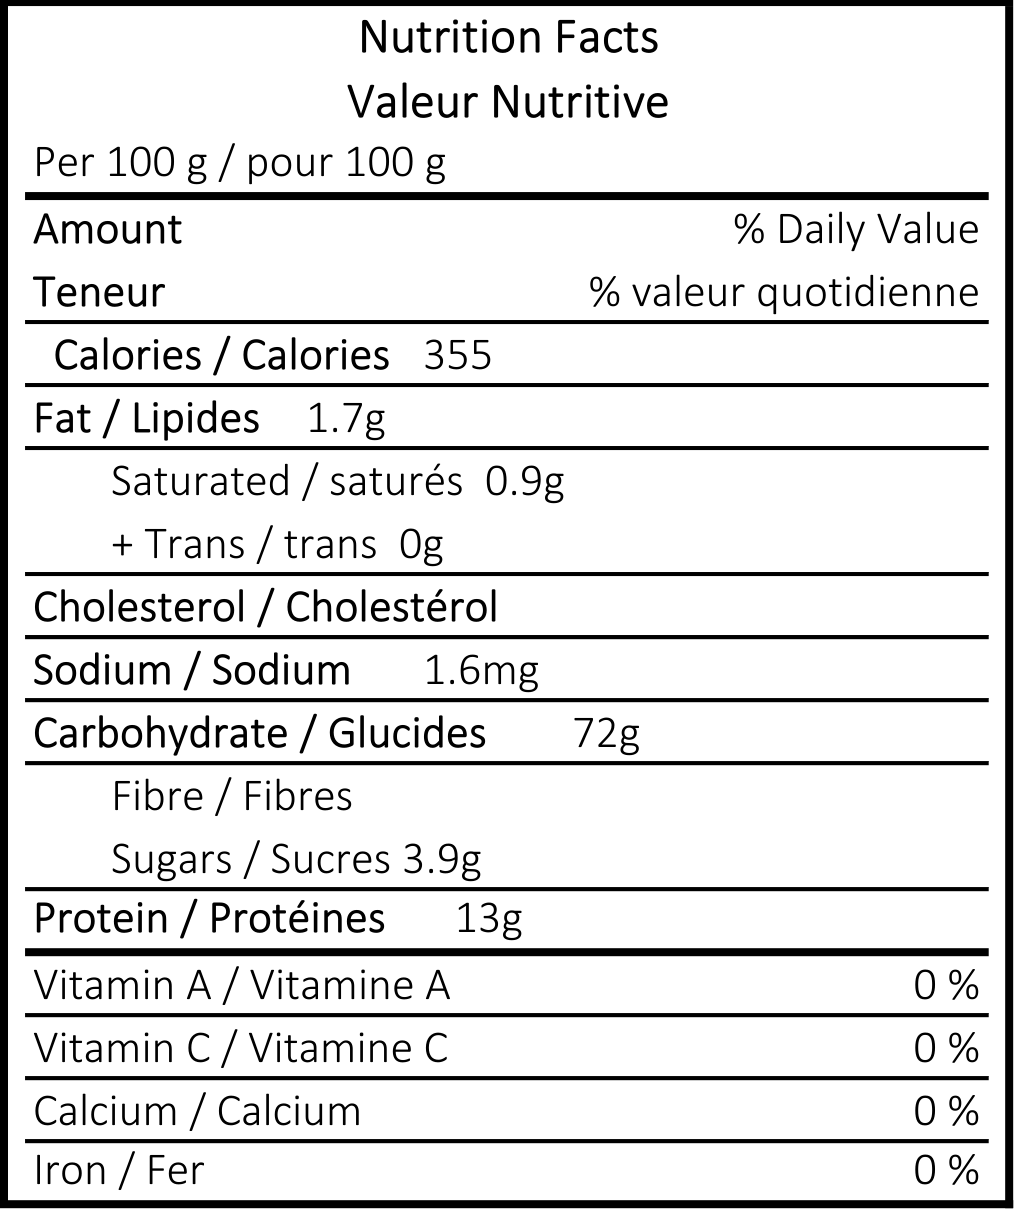 Nutrition Facts
Valeur Nutritive
Per 100 g / pour 100 g
Amount % Daily Value
Teneur % valeur quotidienne
Calories / Calories 355
Fat / Lipides 1.7g
Saturated / saturés 0.9g
+ Trans / trans 0g
Cholesterol / Cholestérol
Sodium / Sodium 1.6mg
Carbohydrate / Glucides 72g
Fibre / Fibres
Sugars / Sucres 3.9g
Protein / Protéines 13g
Vitamin A / Vitamine A 0 %
Vitamin C / Vitamine C 0 %
Calcium / Calcium 0 %
Iron / Fer 0 %